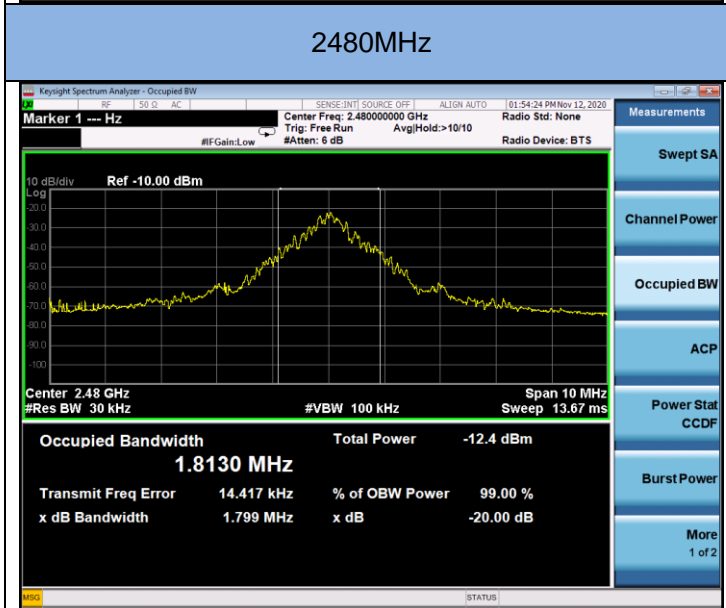 2480MHz
Keysight Spectrum Analyzer - Occupied BW
LXI
RF 50 Ω AC SENSE:INT SOURCE OFF ALIGN AUTO 01:54:24 PM Nov 12, 2020
Marker 1 --- Hz
Center Freq: 2.480000000 GHz
Radio Std: None
Trig: Free Run Avg|Hold:>10/10
#IFGain:Low
#Atten: 6 dB
Radio Device: BTS
10 dB/div Ref -10.00 dBm
Log
-20.0
-30.0
-40.0
-50.0
-60.0
-70.0
-80.0
-90.0
-100
Center 2.48 GHz
Span 10 MHz
#Res BW 30 kHz
#VBW 100 kHz
Sweep 13.67 ms
Occupied Bandwidth
Total Power -12.4 dBm
1.8130 MHz
Transmit Freq Error 14.417 kHz
% of OBW Power 99.00 %
x dB Bandwidth 1.799 MHz
x dB -20.00 dB
MSG
STATUS
Measurements
Swept SA
Channel Power
Occupied BW
ACP
Power Stat
CCDF
Burst Power
More
1 of 2